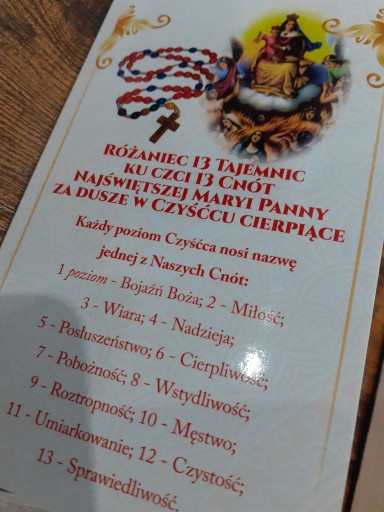 Różaniec 13 Tajemnic
ku czci 13 Cnót
Najświętszej Maryi Panny
za dusze w Czyśćcu cierpiące
Każdy poziom Czyśćca nosi nazwę
jednej z Naszych Cnót:
1 poziom - Bojaźń Boża; 2 - Miłość;
3 - Wiara; 4 - Nadzieja;
5 - Posłuszeństwo; 6 - Cierpliwość;
7 - Pobożność; 8 - Wstydliwość;
9 - Roztropność; 10 - Męstwo;
11 - Umiarkowanie; 12 - Czystość;
13 - Sprawiedliwość.